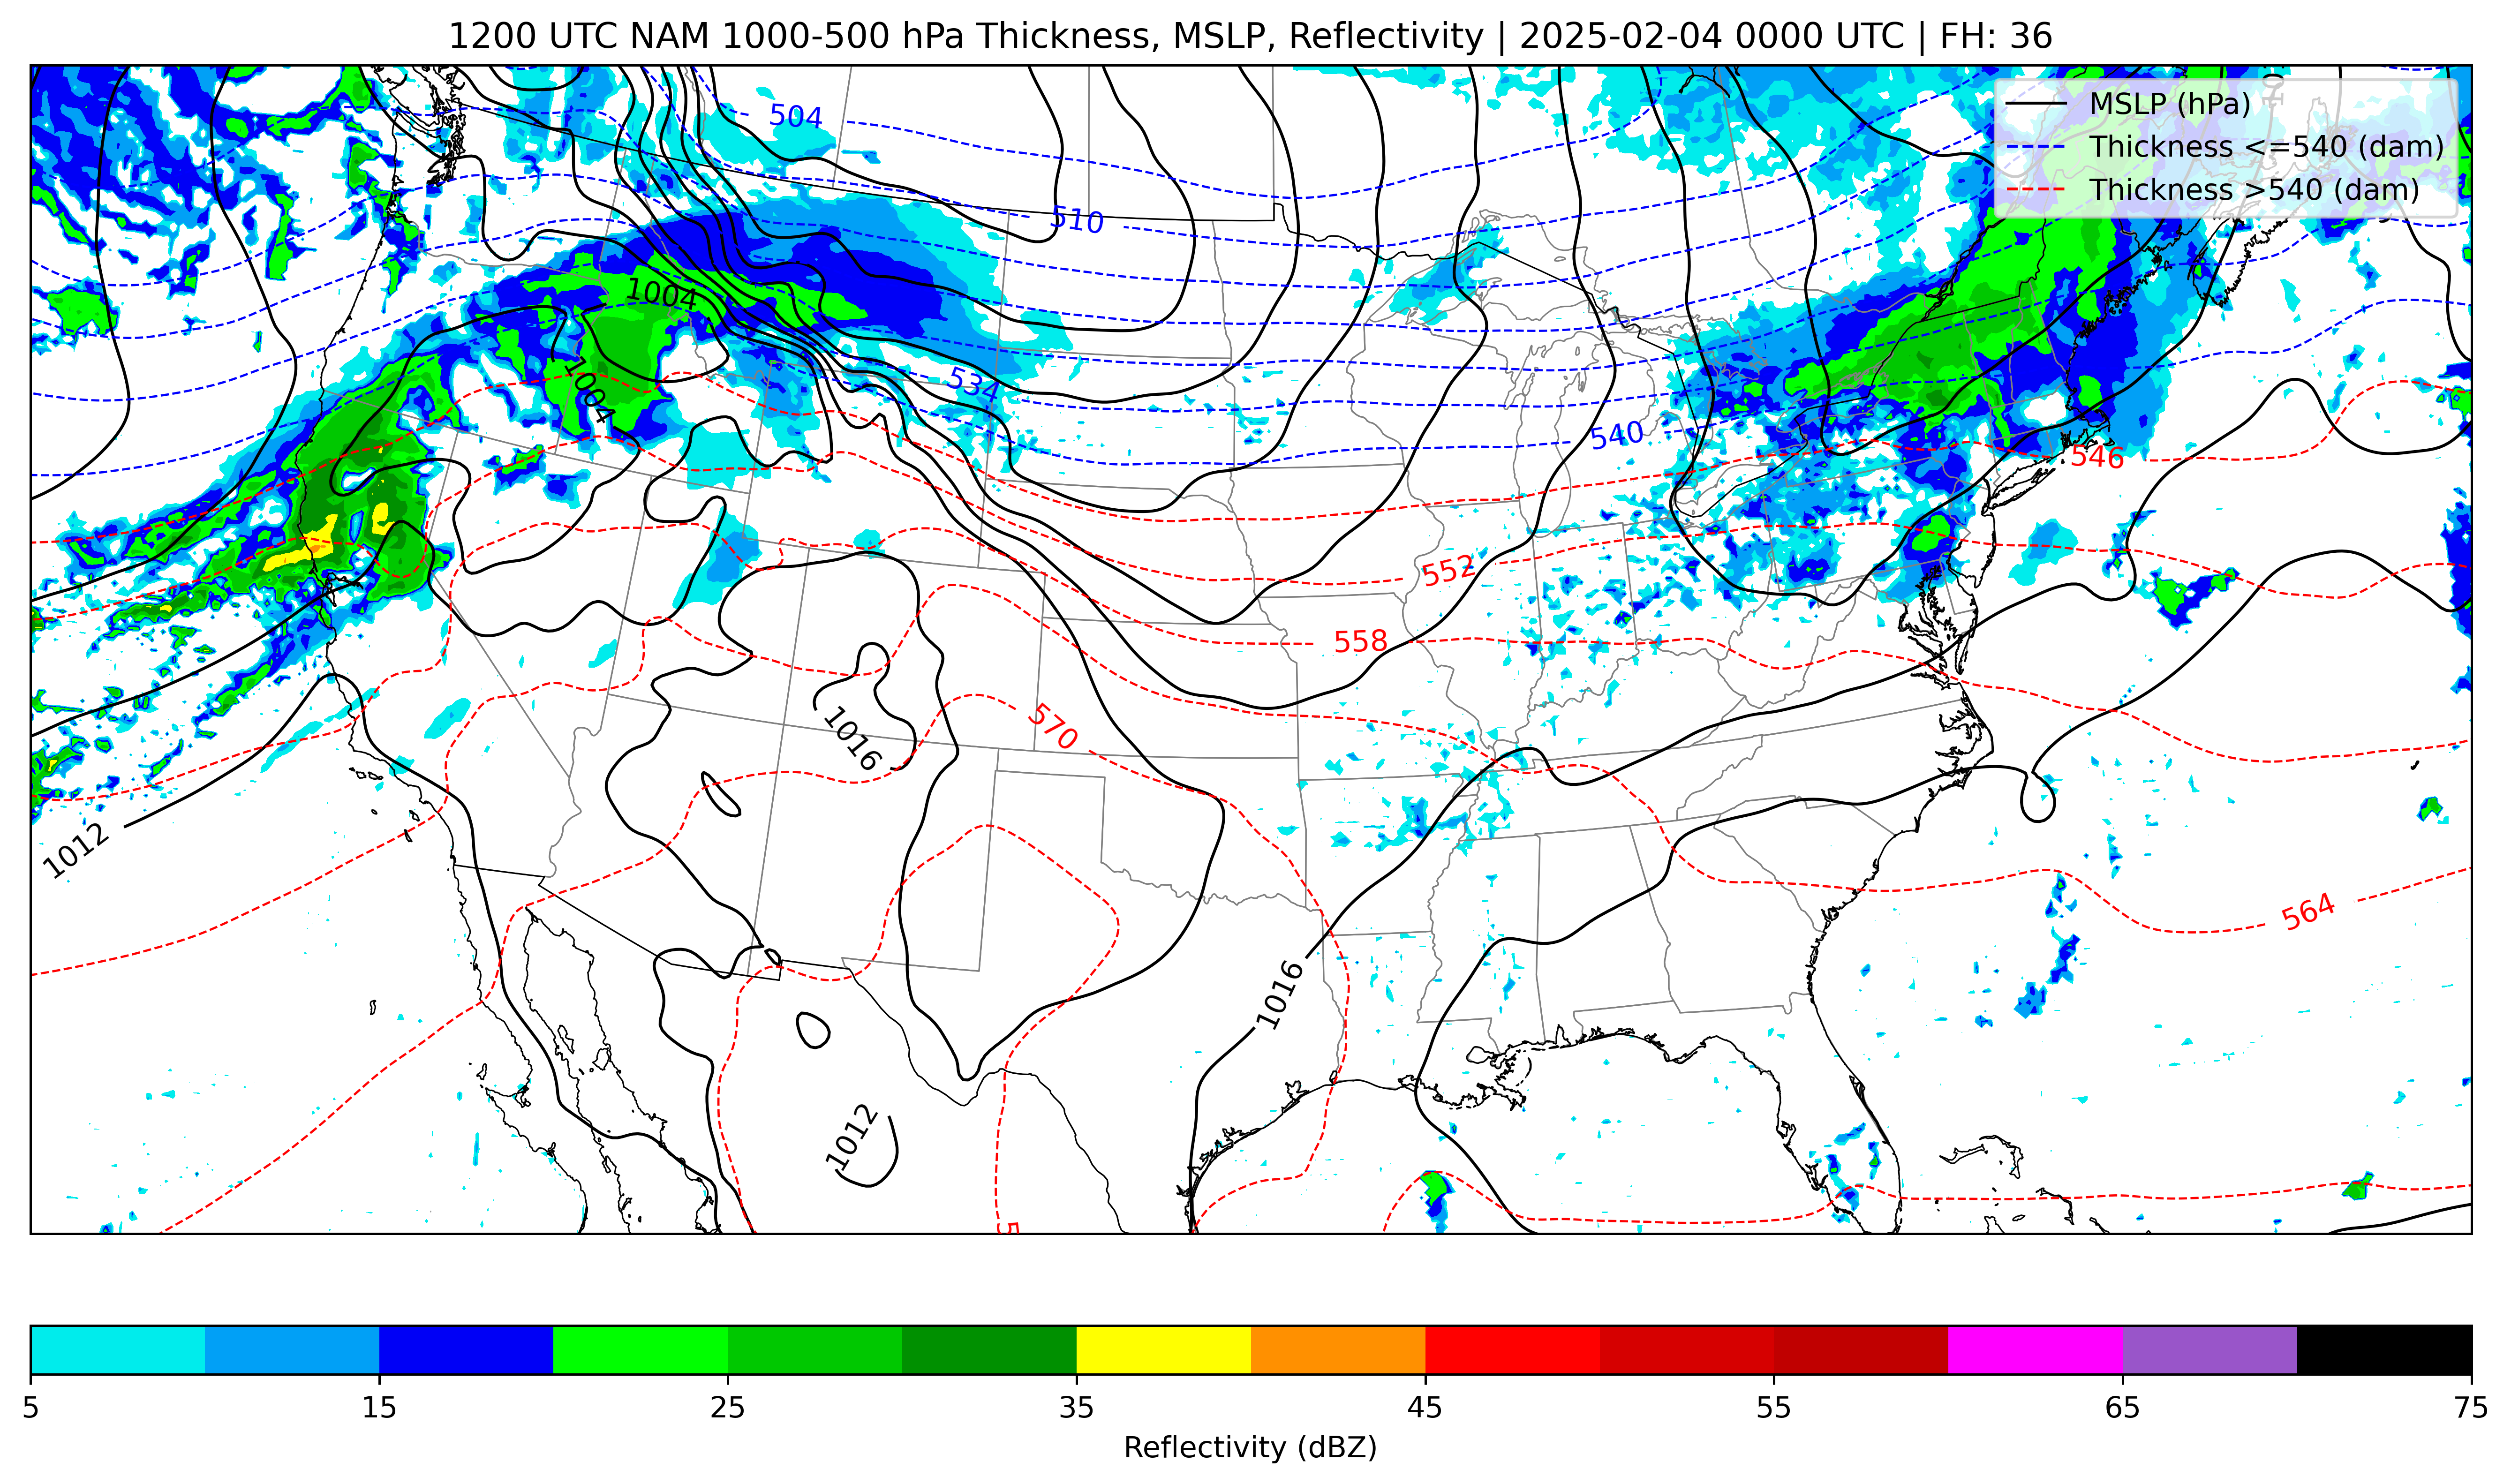 1200 UTC NAM 1000-500 hPa Thickness, MSLP, Reflectivity | 2025-02-04 0000 UTC | FH: 36
MSLP (hPa)
Thickness <=540 (dam)
Thickness >540 (dam)
504
510
1004
1004
534
540
546
552
558
570
1016
1012
564
1016
1012
5 15 25 35 45 55 65 75
Reflectivity (dBZ)